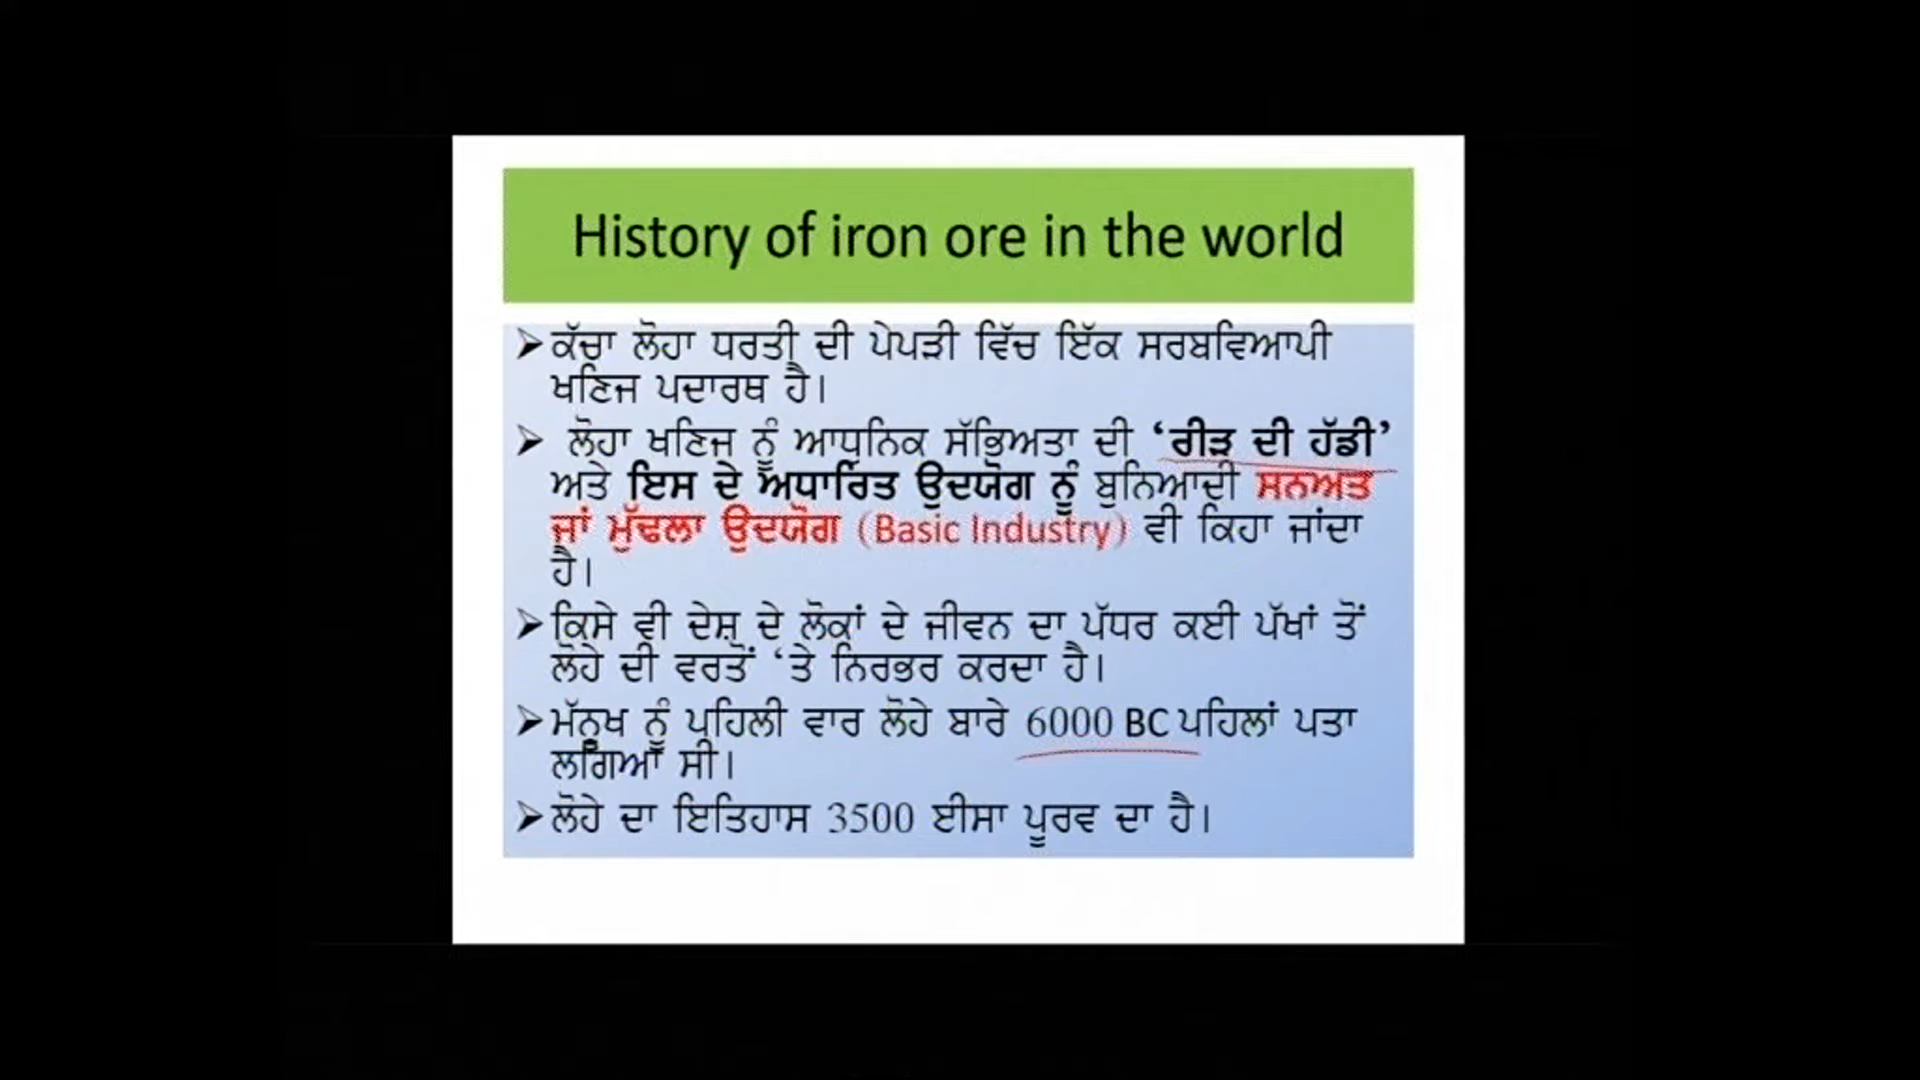 History of iron ore in the world
➢ ਕੱਚਾ ਲੋਹਾ ਧਰਤੀ ਦੀ ਪੇਪੜੀ ਵਿੱਚ ਇੱਕ ਸਰਬਵਿਆਪੀ
ਖਣਿਜ ਪਦਾਰਥ ਹੈ।
➢ ਲੋਹਾ ਖਣਿਜ ਨੂੰ ਆਧੁਨਿਕ ਸੱਭਿਅਤਾ ਦੀ ‘ਰੀੜ ਦੀ ਹੱਡੀ’
ਅਤੇ ਇਸ ਦੇ ਅਧਾਰਿਤ ਉਦਯੋਗ ਨੂੰ ਬੁਨਿਆਦੀ ਸਨਅਤ
ਜਾਂ ਮੁੱਢਲਾ ਉਦਯੋਗ (Basic Industry) ਵੀ ਕਿਹਾ ਜਾਂਦਾ
ਹੈ।
➢ ਕਿਸੇ ਵੀ ਦੇਸ਼ ਦੇ ਲੋਕਾਂ ਦੇ ਜੀਵਨ ਦਾ ਪੱਧਰ ਕਈ ਪੱਖਾਂ ਤੋਂ
ਲੋਹੇ ਦੀ ਵਰਤੋਂ ‘ਤੇ ਨਿਰਭਰ ਕਰਦਾ ਹੈ।
➢ ਮੱਨੁਖ ਨੂੰ ਪਹਿਲੀ ਵਾਰ ਲੋਹੇ ਬਾਰੇ 6000 BC ਪਹਿਲਾਂ ਪਤਾ
ਲਗਿਆਂ ਸੀ।
➢ ਲੋਹੇ ਦਾ ਇਤਿਹਾਸ 3500 ਈਸਾ ਪੂਰਵ ਦਾ ਹੈ।